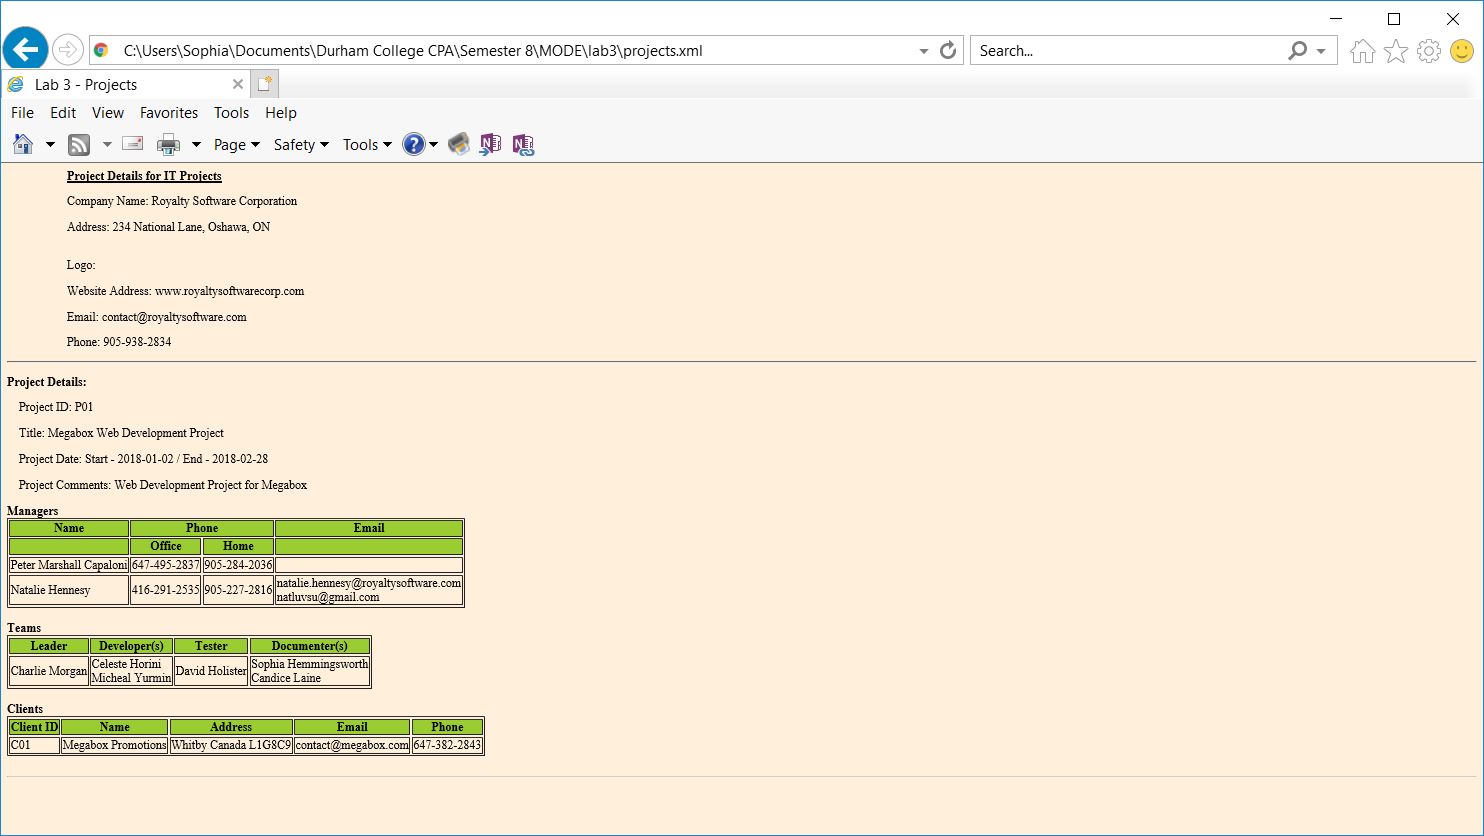 C:\Users\Sophia\Documents\Durham College CPA\Semester 8\MODE\lab3\projects.xml
Search...
Lab 3 - Projects
File Edit View Favorites Tools Help
Page Safety Tools
Project Details for IT Projects
Company Name: Royalty Software Corporation
Address: 234 National Lane, Oshawa, ON
Logo:
Website Address: www.royaltysoftwarecorp.com
Email: contact@royaltysoftware.com
Phone: 905-938-2834
Project Details:
Project ID: P01
Title: Megabox Web Development Project
Project Date: Start - 2018-01-02 / End - 2018-02-28
Project Comments: Web Development Project for Megabox
Managers
Name Phone Email
Office Home
Peter Marshall Capaloni 647-495-2837 905-284-2036
Natalie Hennesy 416-291-2535 905-227-2816 natalie.hennesy@royaltysoftware.com
natluvsu@gmail.com
Teams
Leader Developer(s) Tester Documenter(s)
Charlie Morgan Celeste Horini David Holister Sophia Hemmingsworth
Micheal Yurmin Candice Laine
Clients
Client ID Name Address Email Phone
C01 Megabox Promotions Whitby Canada L1G8C9 contact@megabox.com 647-382-2843